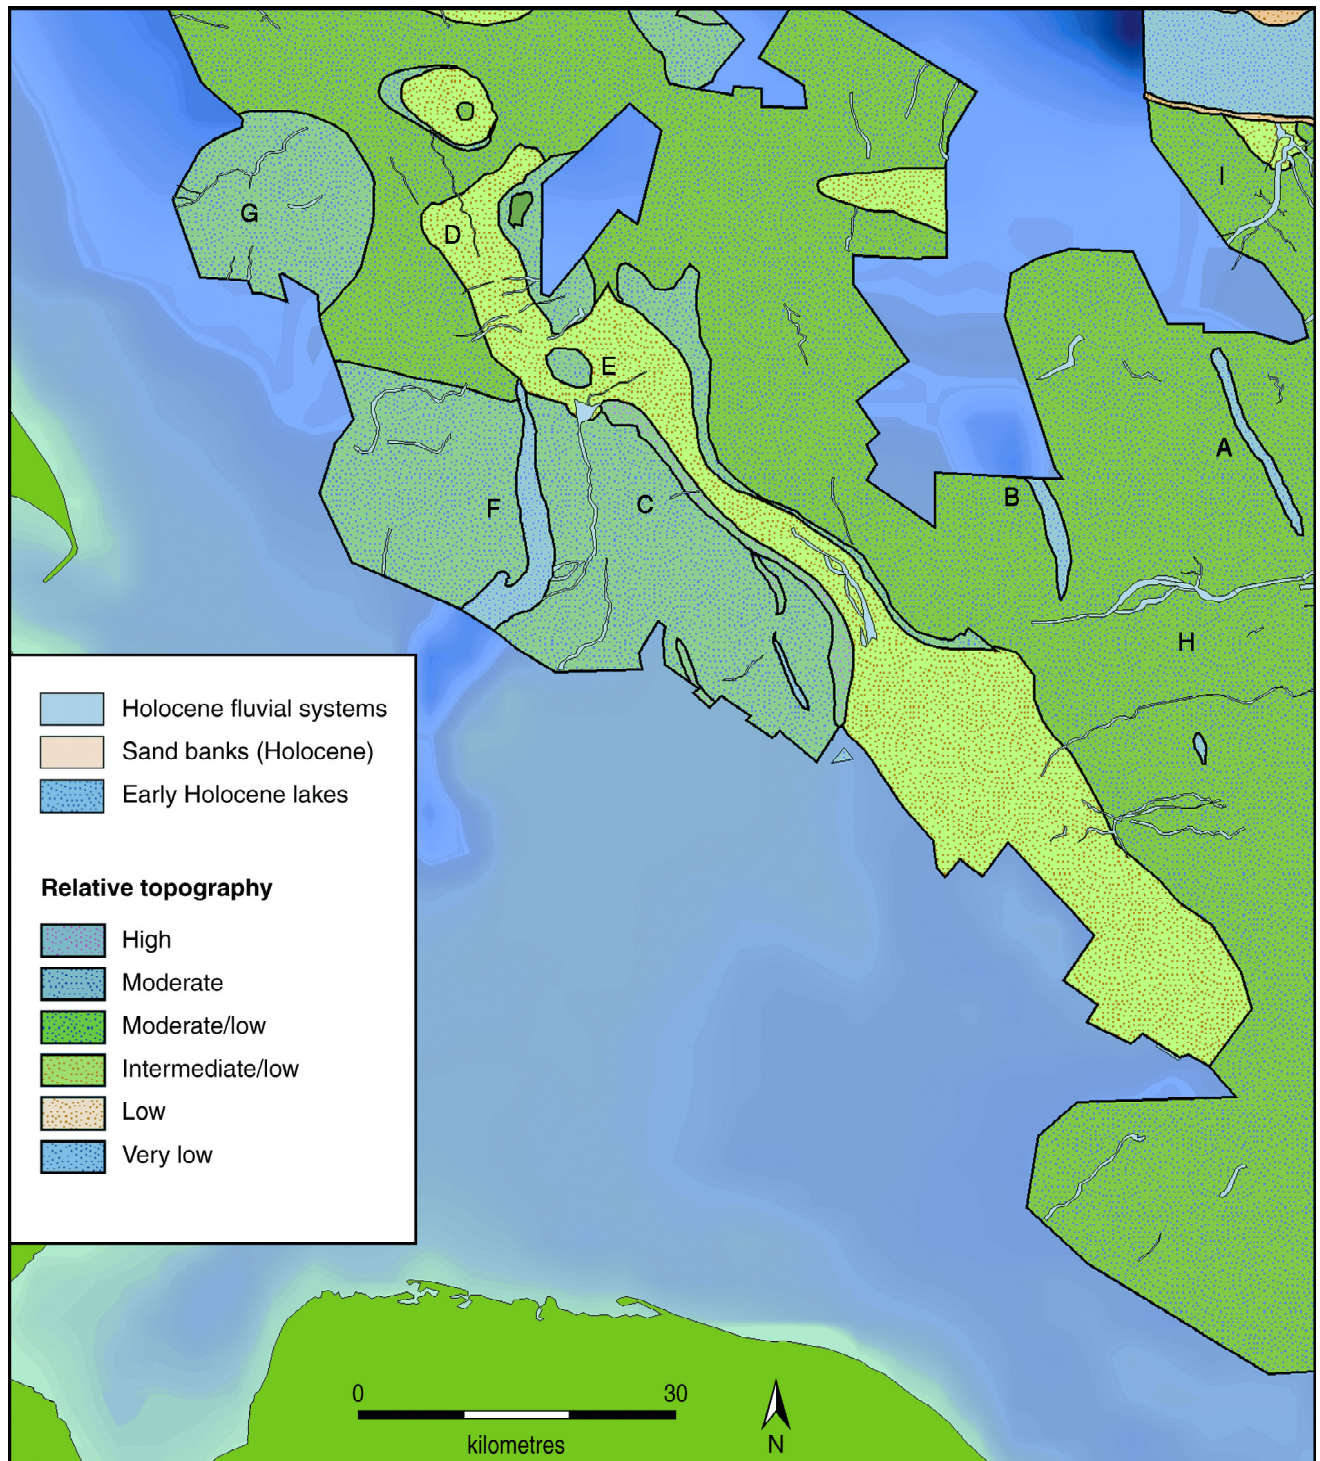 I
G
D
E
A
B
F
C
H
Holocene fluvial systems
Sand banks (Holocene)
Early Holocene lakes
Relative topography
High
Moderate
Moderate/low
Intermediate/low
Low
Very low
0 30
kilometres
N